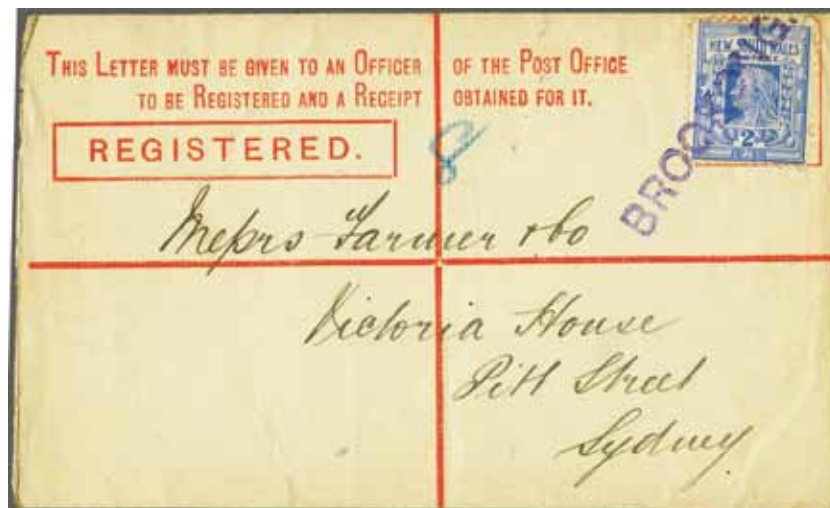 THIS LETTER MUST BE GIVEN TO AN OFFICER OF THE POST OFFICE
TO BE REGISTERED AND A RECEIPT OBTAINED FOR IT.
REGISTERED.
8
NEW SOUTH WALES
2
Messrs Farmer & Co
Victoria House
Pitt Street
Sydney